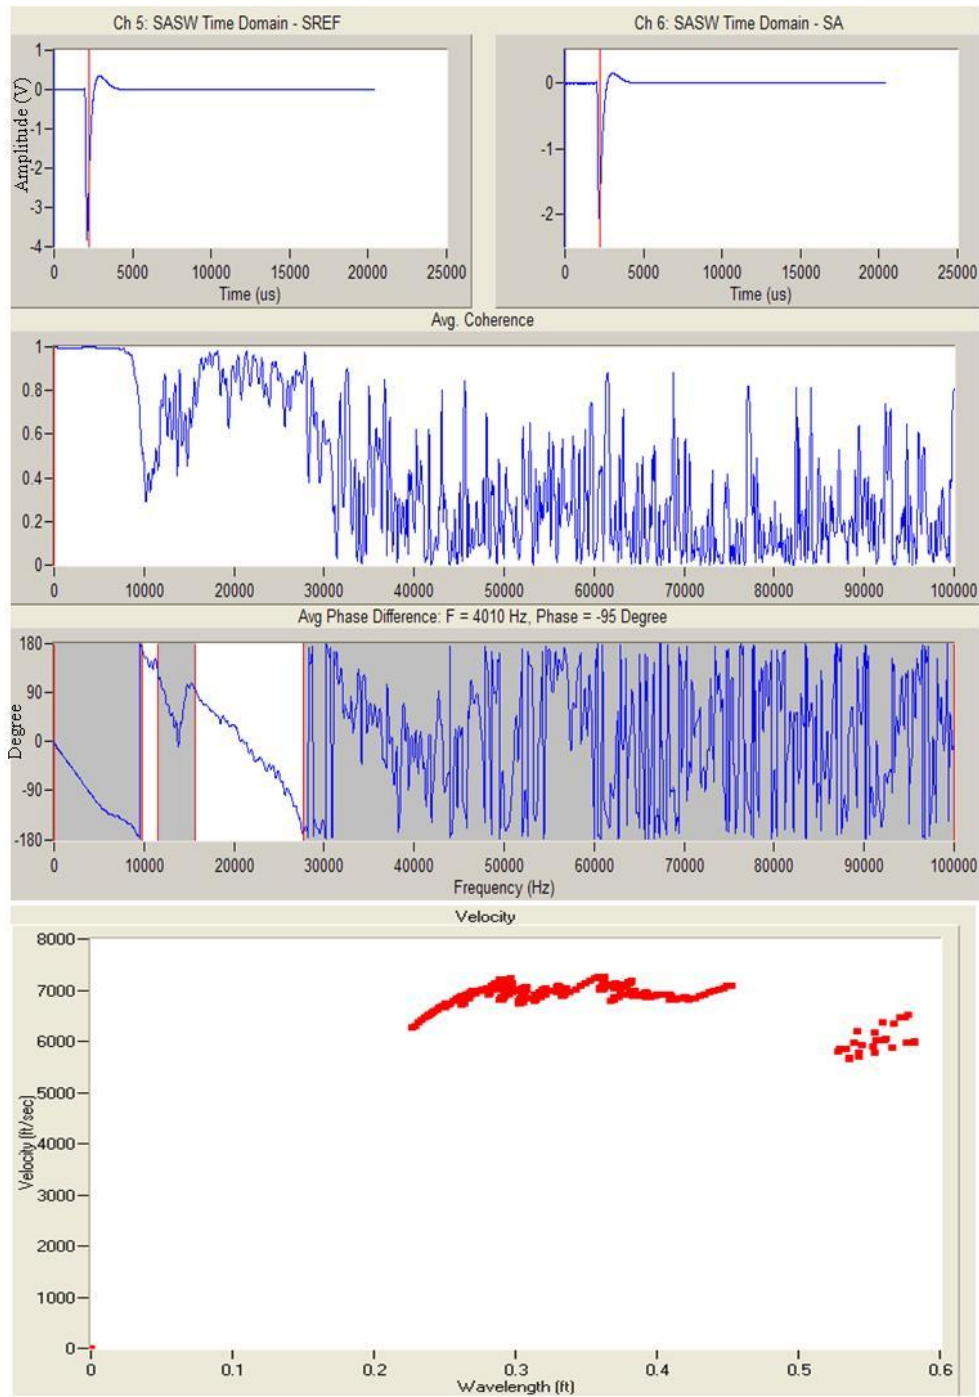 Ch 5: SASW Time Domain - SREF
1
0
-1
-2
-3
-4
Amplitude (V)
0 5000 10000 15000 20000 25000
Time (us)
Ch 6: SASW Time Domain - SA
0
-1
-2
0 5000 10000 15000 20000 25000
Time (us)
Avg. Coherence
1
0.8
0.6
0.4
0.2
0
0 10000 20000 30000 40000 50000 60000 70000 80000 90000 100000
Avg Phase Difference: F = 4010 Hz, Phase = -95 Degree
180
90
0
-90
-180
Degree
0 10000 20000 30000 40000 50000 60000 70000 80000 90000 100000
Frequency (Hz)
Velocity
8000
7000
6000
5000
4000
3000
2000
1000
0
Velocity (ft/sec)
0 0.1 0.2 0.3 0.4 0.5 0.6
Wavelength (ft)